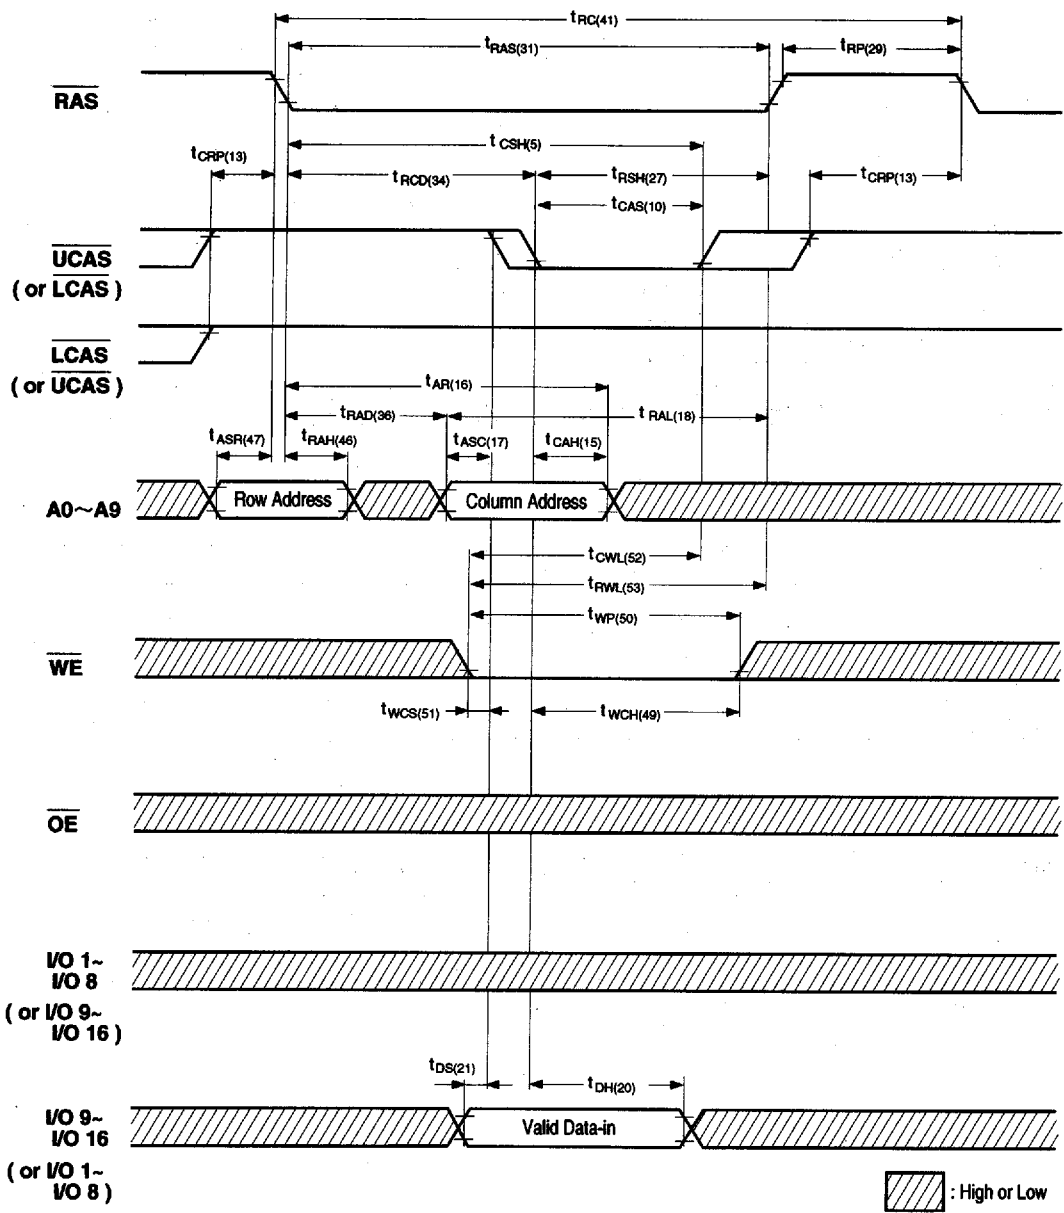 tRC(41)
tRAS(31)
tRP(29)
RAS
tCSH(5)
tCRP(13)
tRCD(34)
tRSH(27)
tCRP(13)
tCAS(10)
UCAS
( or LCAS )
LCAS
( or UCAS )
tAR(16)
tRAD(36)
tRAL(18)
tASR(47)
tRAH(46)
tASC(17)
tCAH(15)
A0~A9
Row Address
Column Address
tCWL(52)
tRWL(53)
tWP(50)
WE
tWCS(51)
tWCH(49)
OE
I/O 1~
I/O 8
( or I/O 9~
I/O 16 )
tDS(21)
tDH(20)
I/O 9~
I/O 16
Valid Data-in
( or I/O 1~
I/O 8 )
: High or Low